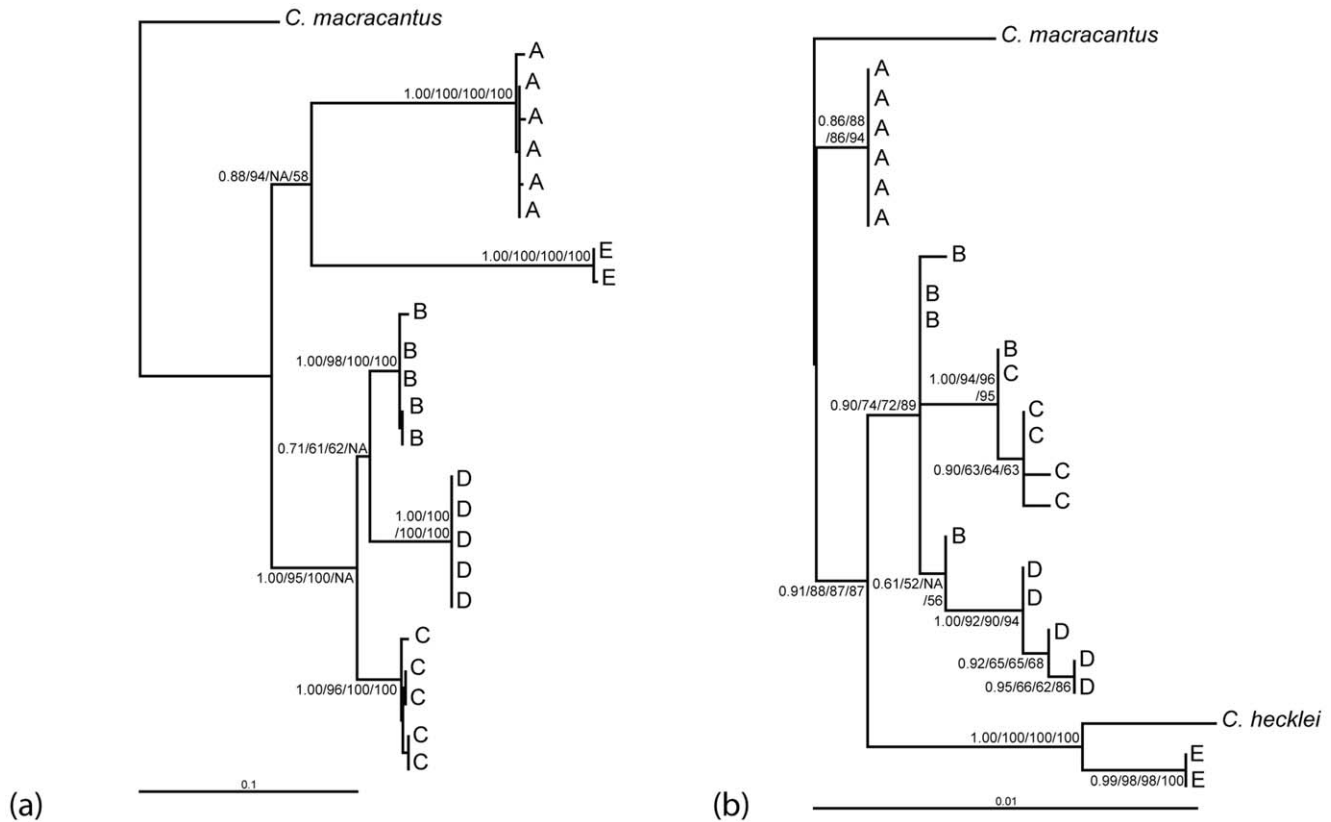 C. macracantus
A
A
1.00/100/100/100
A
A
0.88/94/NA/58
A
A
1.00/100/100/100
E
E
B
1.00/98/100/100
B
B
B
B
0.71/61/62/NA
D
D
1.00/100
/100/100
D
D
D
1.00/95/100/NA
C
C
1.00/96/100/100
C
C
C
0.1
(a)
C. macracantus
A
A
0.86/88
/86/94
A
A
A
A
B
B
B
B
C
1.00/94/96
/95
0.90/74/72/89
C
C
0.90/63/64/63
C
C
B
0.61/52/NA
/56
0.91/88/87/87
D
D
1.00/92/90/94
D
0.92/65/65/68
D
0.95/66/62/86
D
C. hecklei
1.00/100/100/100
E
0.99/98/98/100
E
0.01
(b)